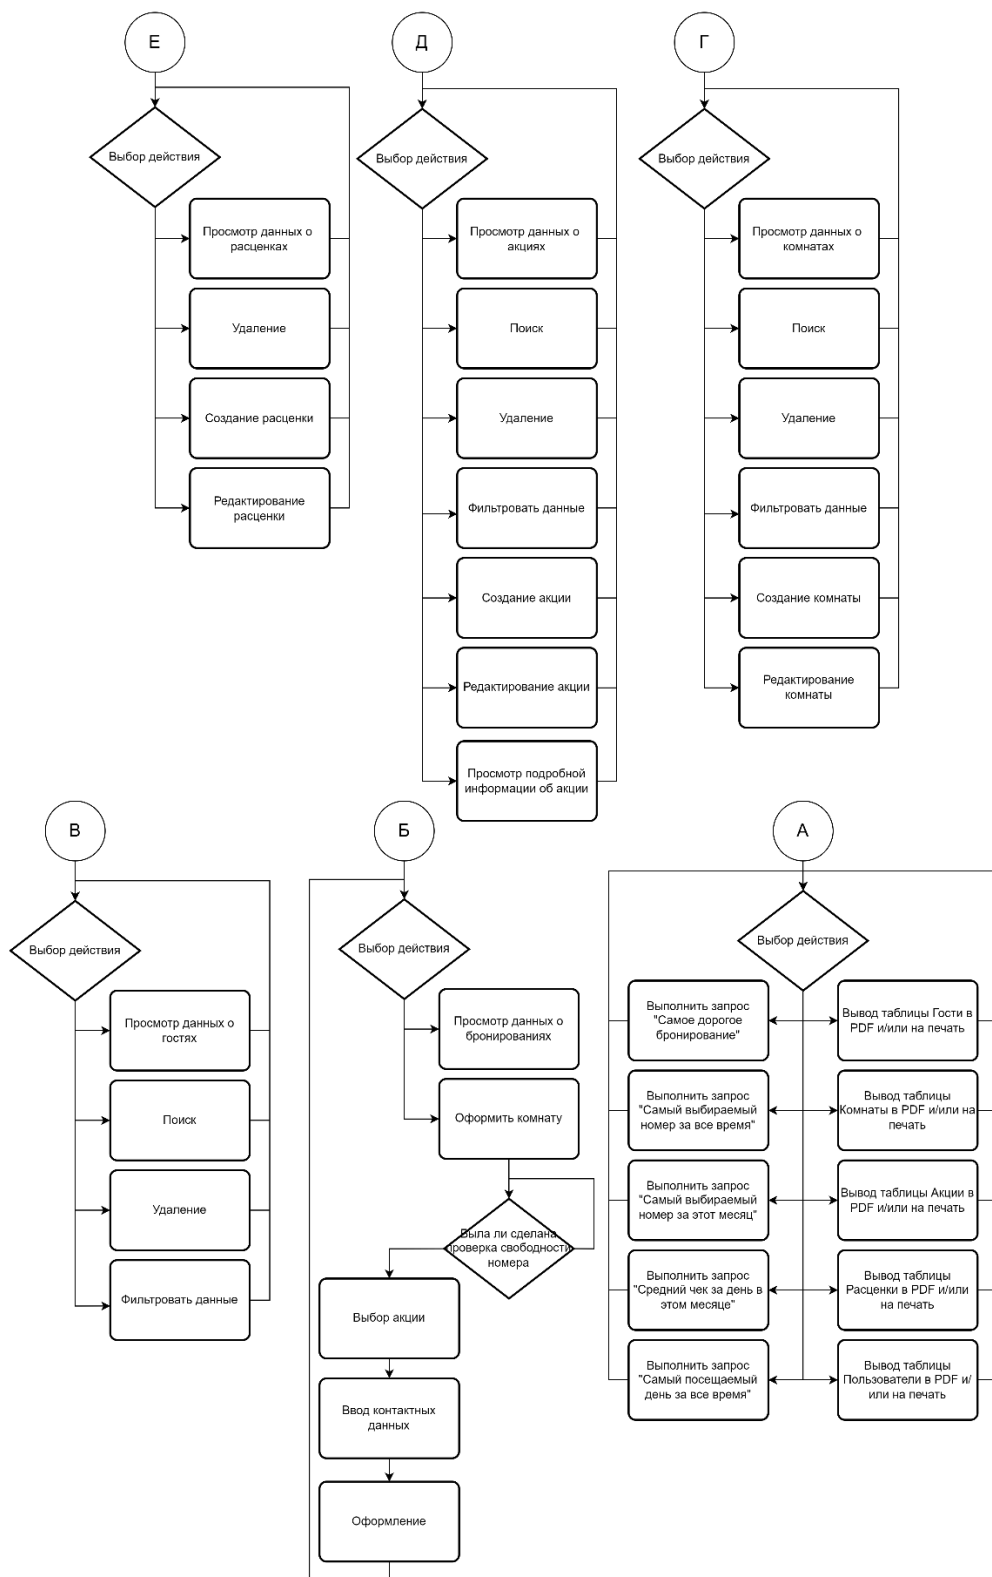 Е
Выбор действия
Просмотр данных о
расценках
Удаление
Создание расценки
Редактирование
расценки
Д
Выбор действия
Просмотр данных о
акциях
Поиск
Удаление
Фильтровать данные
Создание акции
Редактирование акции
Просмотр подробной
информации об акции
Г
Выбор действия
Просмотр данных о
комнатах
Поиск
Удаление
Фильтровать данные
Создание комнаты
Редактирование
комнаты
В
Выбор действия
Просмотр данных о
гостях
Поиск
Удаление
Фильтровать данные
Б
Выбор действия
Просмотр данных о
бронированиях
Оформить комнату
Выла ли сделана
проверка свободности
номера
Выбор акции
Ввод контактных
данных
Оформление
А
Выбор действия
Выполнить запрос
"Самое дорогое
бронирование"
Вывод таблицы Гости в
PDF и/или на печать
Выполнить запрос
"Самый выбираемый
номер за все время"
Вывод таблицы
Комнаты в PDF и/или на
печать
Выполнить запрос
"Самый выбираемый
номер за этот месяц"
Вывод таблицы Акции в
PDF и/или на печать
Выполнить запрос
"Средний чек за день в
этом месяце"
Вывод таблицы
Расценки в PDF и/или
на печать
Выполнить запрос
"Самый посещаемый
день за все время"
Вывод таблицы
Пользователи в PDF и/
или на печать